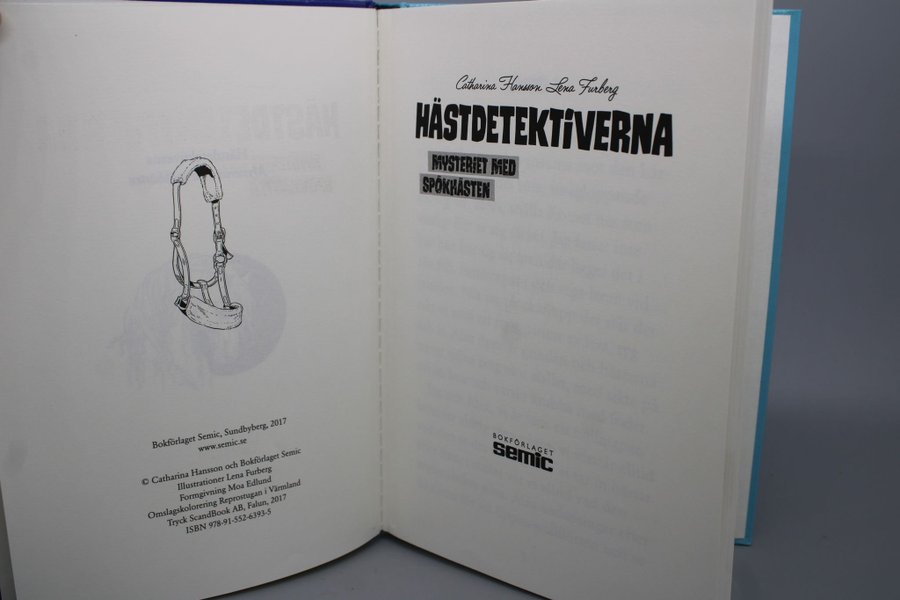 Bokförlaget Semic, Sundbyberg, 2017
www.semic.se
© Catharina Hansson och Bokförlaget Semic
Illustrationer Lena Furberg
Formgivning Moa Edlund
Omslagskolorering Reprostugan i Värmland
Tryck ScandBook AB, Falun, 2017
ISBN 978-91-552-6393-5
Catharina Hansson Lena Furberg
HÄSTDETEKTiVERNA
MYSTERIET MED
SPÖKHÄSTEN
BOKFÖRLAGET
semic